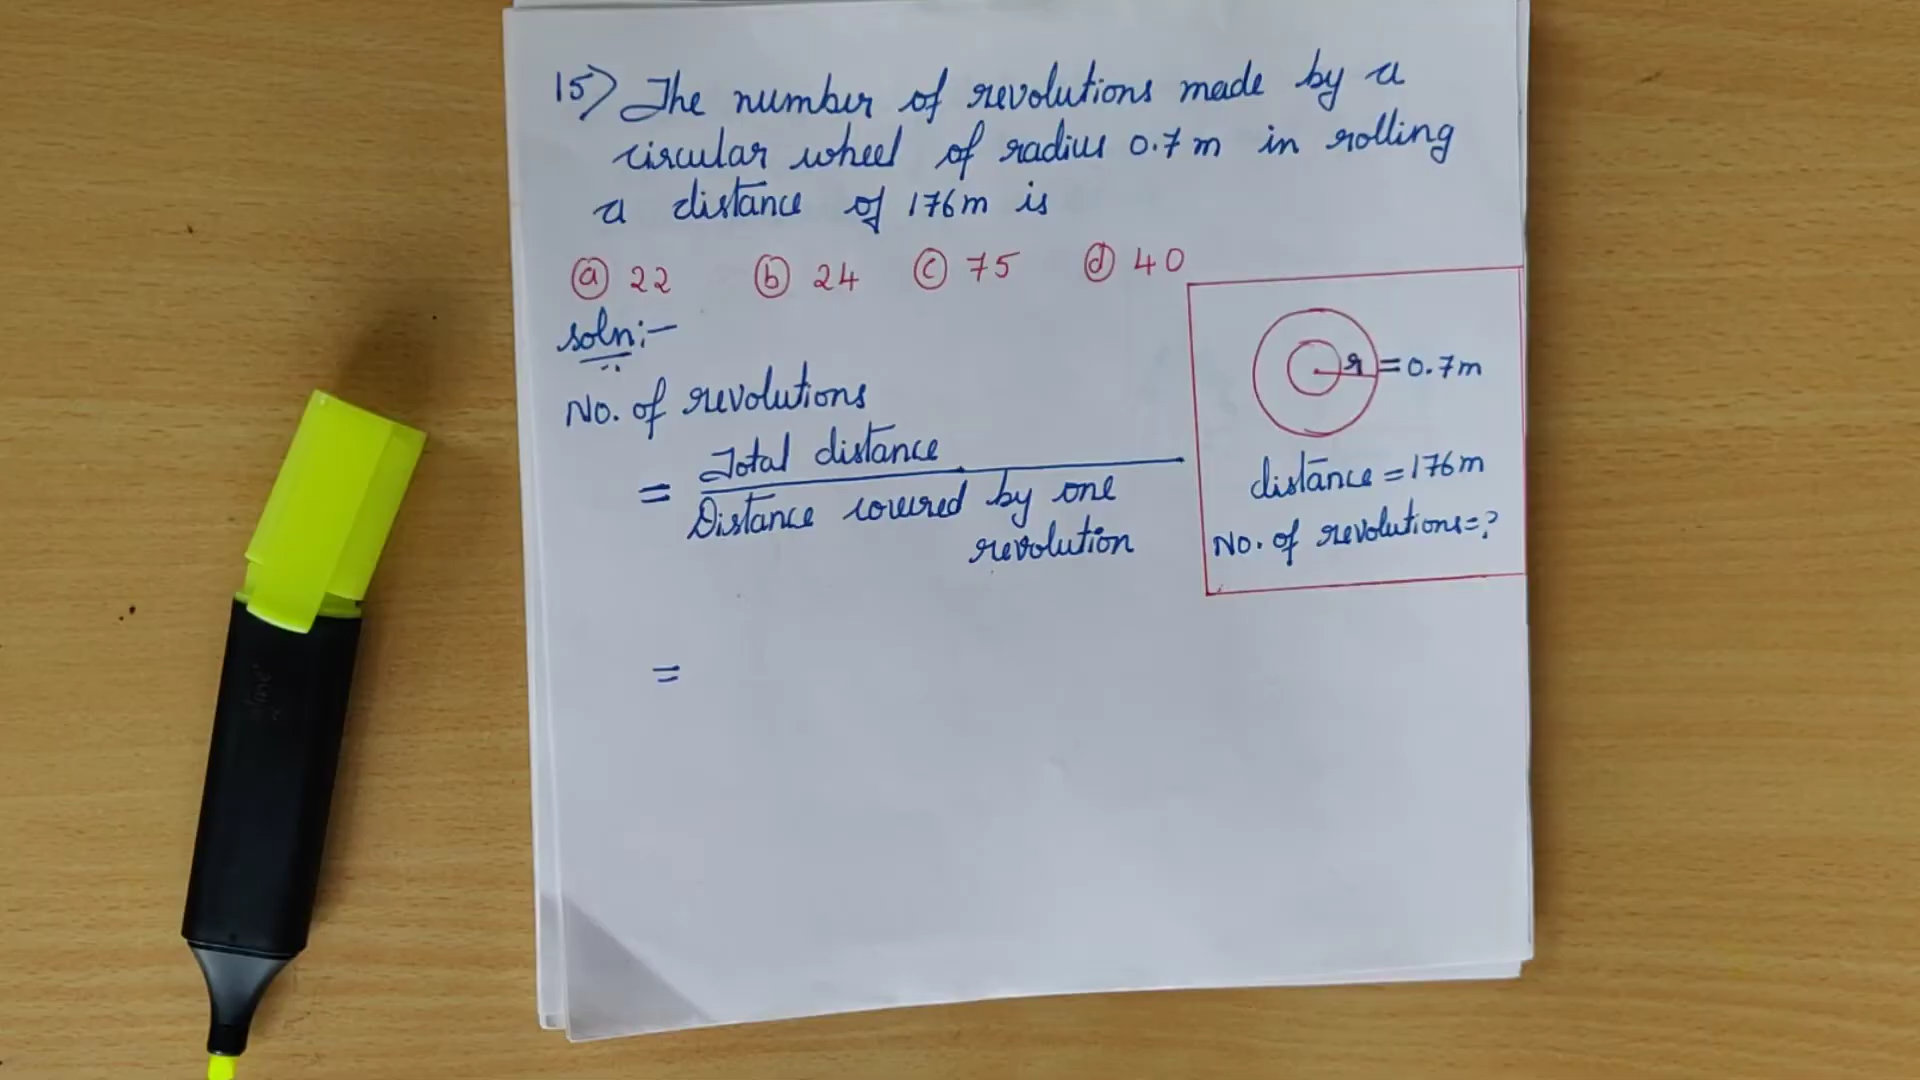 15) The number of revolutions made by a
circular wheel of radius 0.7 m in rolling
a distance of 176m is
ⓐ 22 ⓑ 24 ⓒ 75 ⓓ 40
soln:-
No. of revolutions
= Total distance
Distance covered by one
revolution
=
r = 0.7m
distance = 176m
No. of revolutions=?